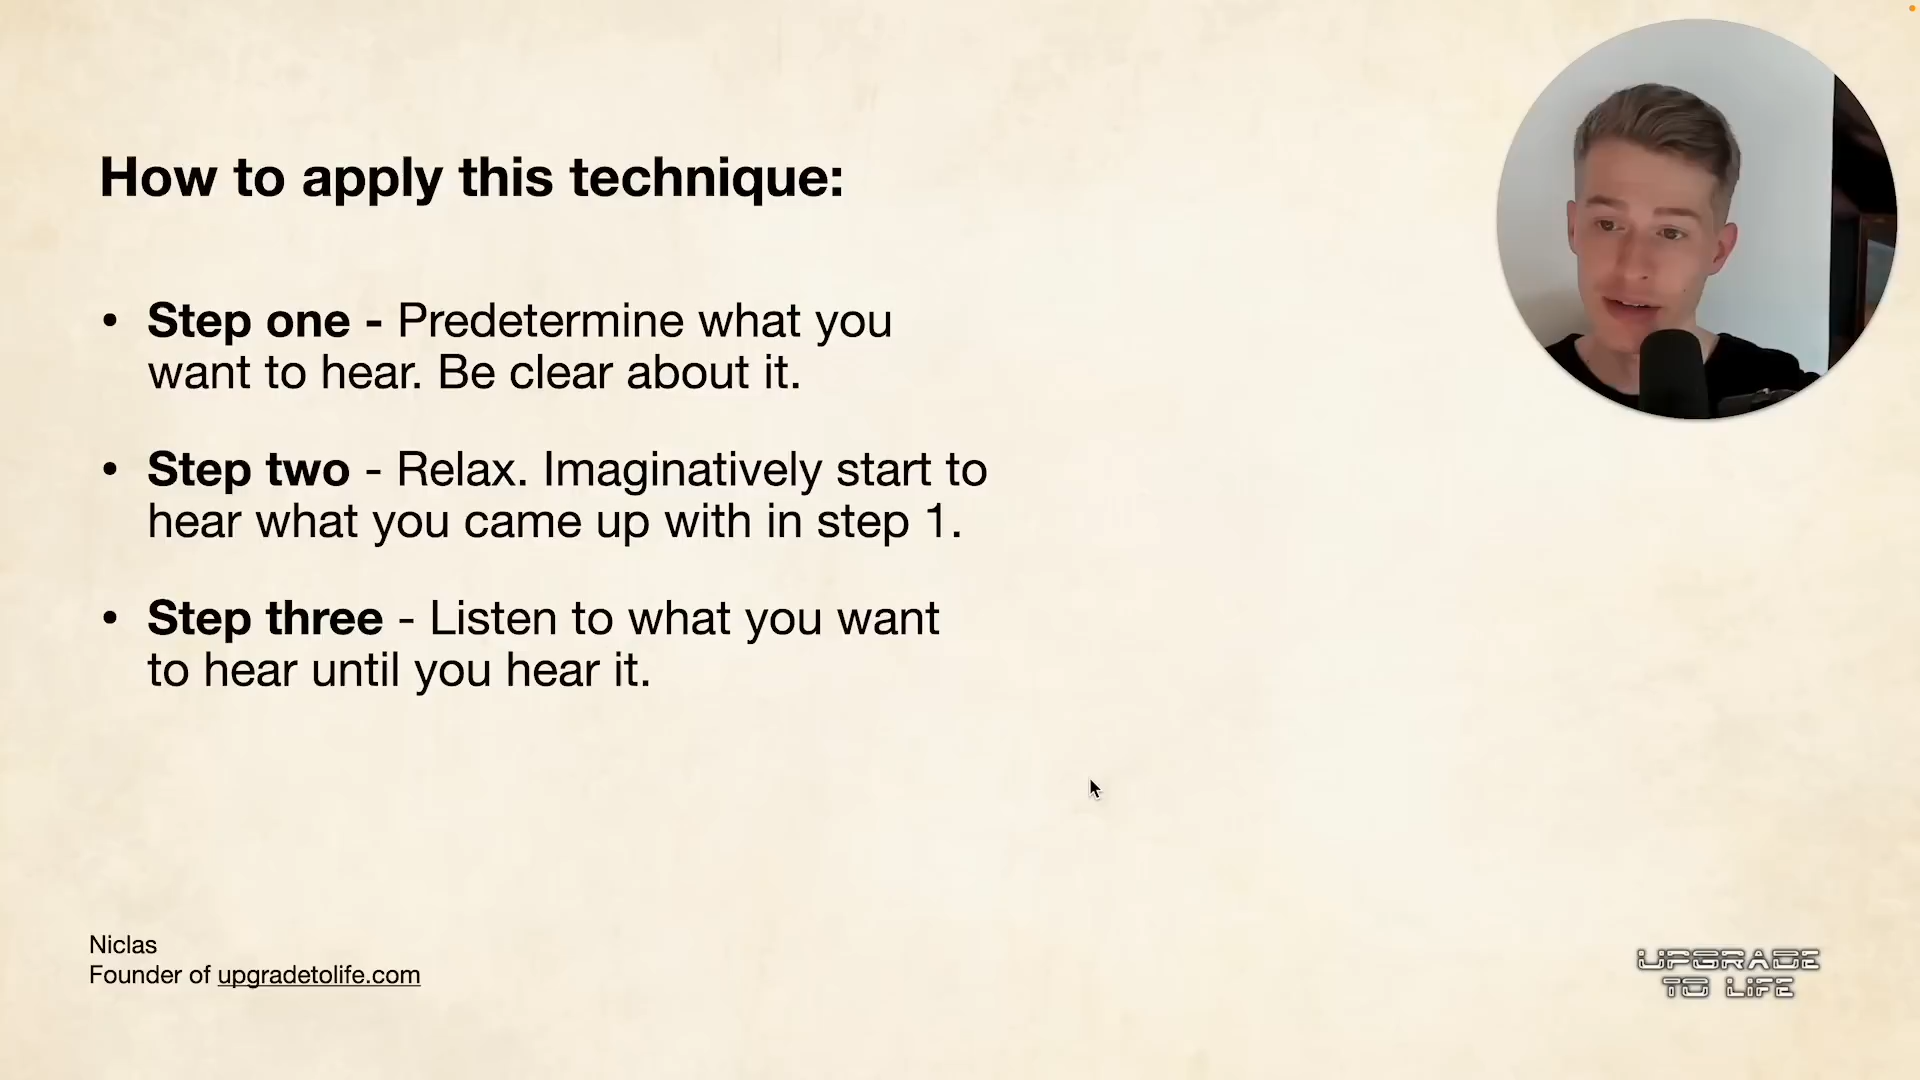 How to apply this technique:
• Step one - Predetermine what you
want to hear. Be clear about it.
• Step two - Relax. Imaginatively start to
hear what you came up with in step 1.
• Step three - Listen to what you want
to hear until you hear it.
Niclas
Founder of upgradetolife.com
UPGRADE
TO LIFE